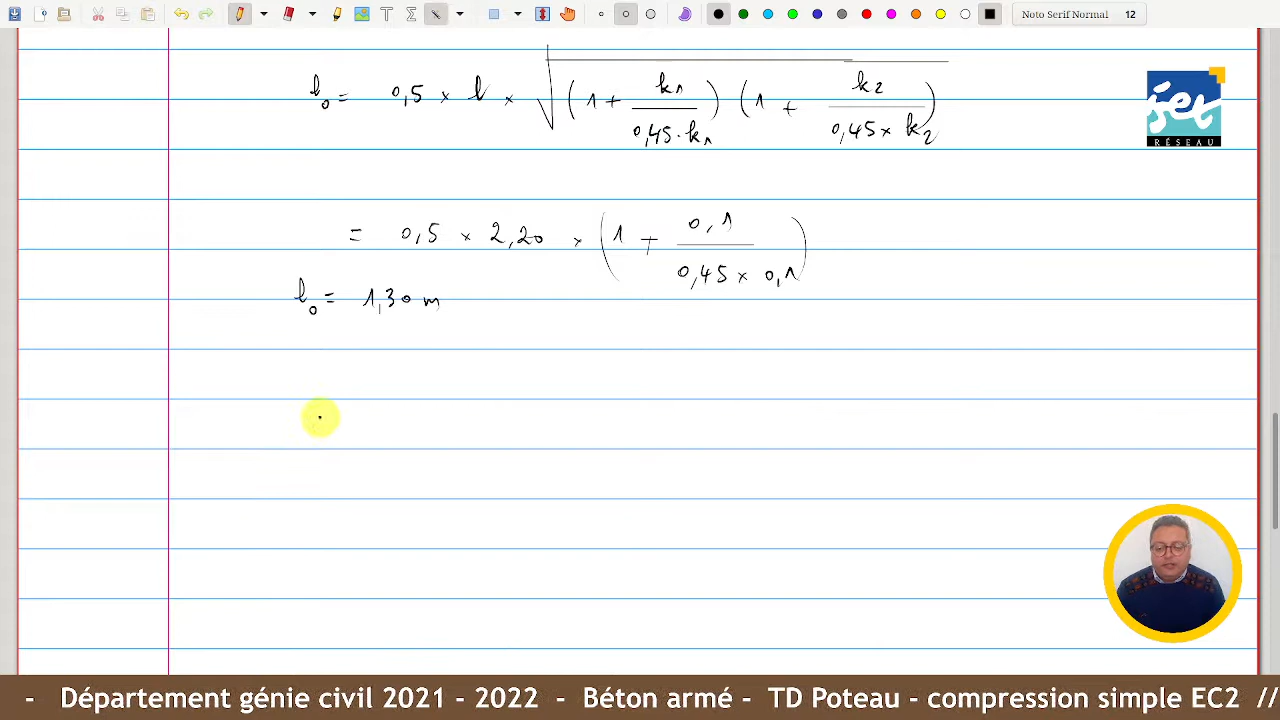 Noto Serif Normal 12
l₀ = 0,5 × l × √(1 + k1/0,45·k1) (1 + k2/0,45 × k2)
iset
RÉSEAU
= 0,5 × 2,20 × (1 + 0,1/0,45 × 0,1)
l₀ = 1,30 m
- Département génie civil 2021 - 2022 - Béton armé - TD Poteau - compression simple EC2 //